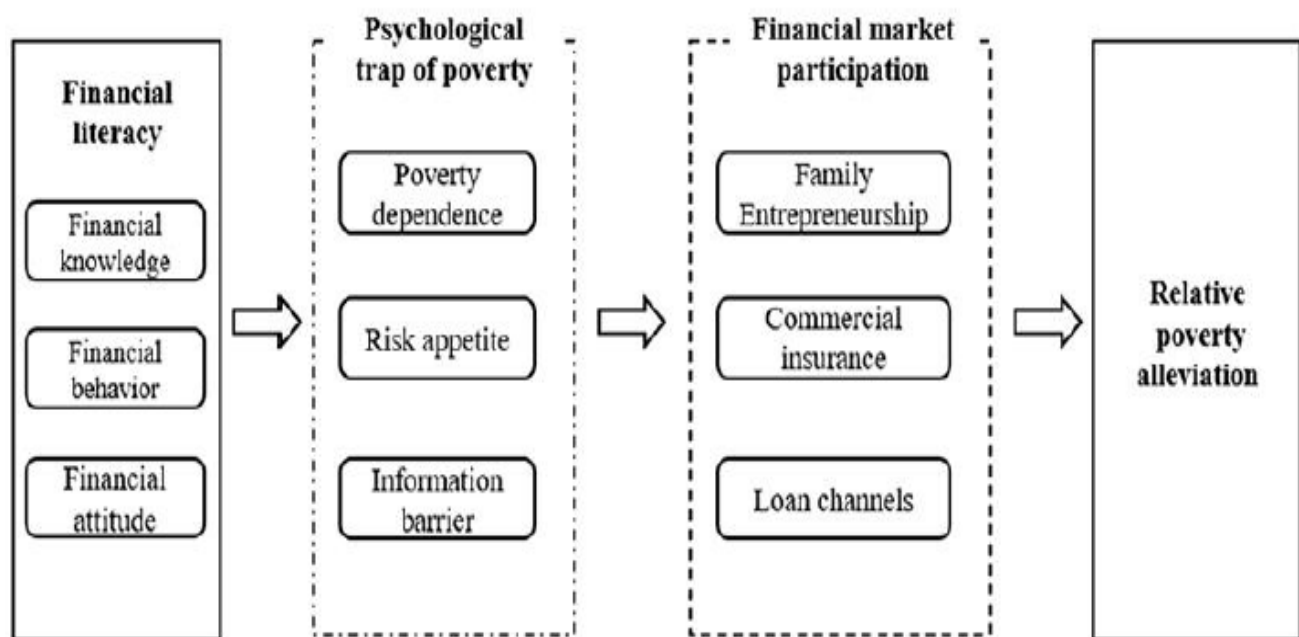 Financial
literacy
Financial
knowledge
Financial
behavior
Financial
attitude
Psychological
trap of poverty
Poverty
dependence
Risk appetite
Information
barrier
Financial market
participation
Family
Entrepreneurship
Commercial
insurance
Loan channels
Relative
poverty
alleviation